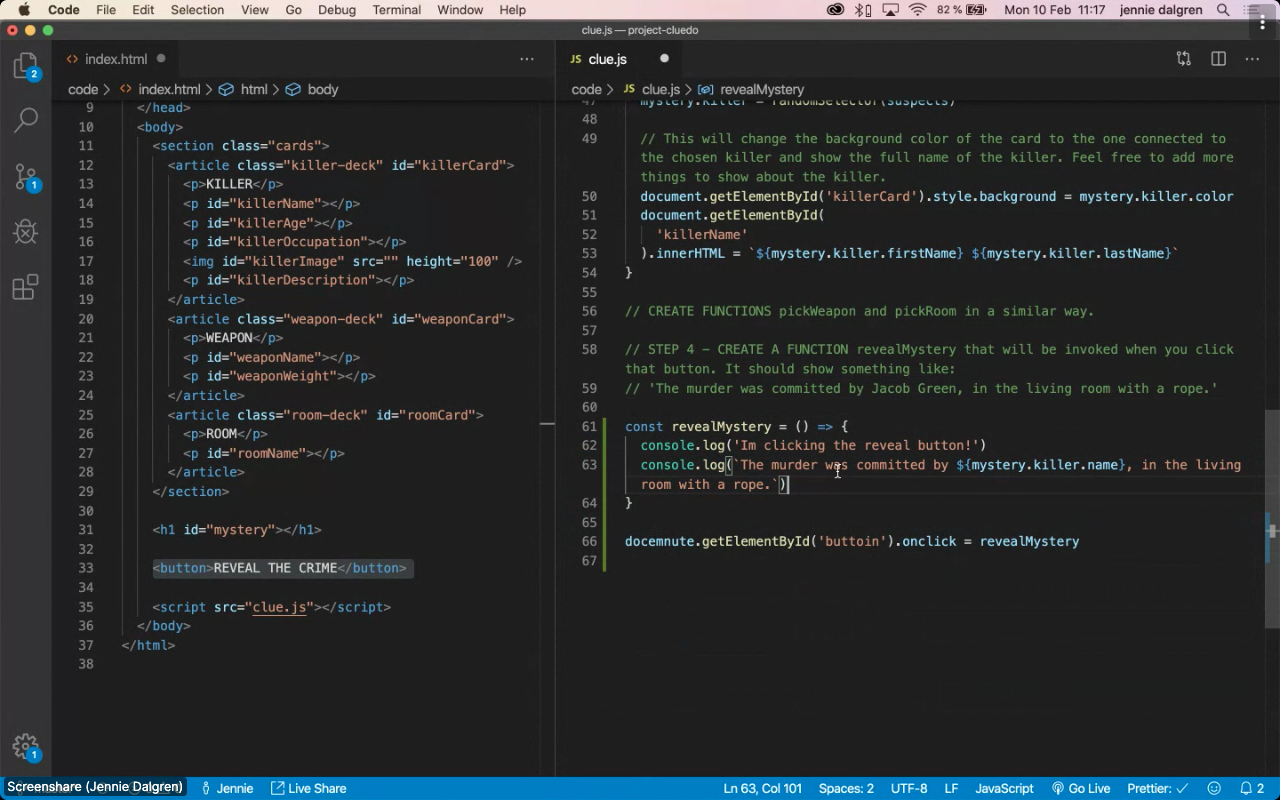 Code File Edit Selection View Go Debug Terminal Window Help 82 % Mon 10 Feb 11:17 jennie dalgren
clue.js — project-cluedo
index.html
code > index.html > html > body
9 </head>
10 <body>
11 <section class="cards">
12 <article class="killer-deck" id="killerCard">
13 <p>KILLER</p>
14 <p id="killerName"></p>
15 <p id="killerAge"></p>
16 <p id="killerOccupation"></p>
17 <img id="killerImage" src="" height="100" />
18 <p id="killerDescription"></p>
19 </article>
20 <article class="weapon-deck" id="weaponCard">
21 <p>WEAPON</p>
22 <p id="weaponName"></p>
23 <p id="weaponWeight"></p>
24 </article>
25 <article class="room-deck" id="roomCard">
26 <p>ROOM</p>
27 <p id="roomName"></p>
28 </article>
29 </section>
30
31 <h1 id="mystery"></h1>
32
33 <button>REVEAL THE CRIME</button>
34
35 <script src="clue.js"></script>
36 </body>
37 </html>
38
JS clue.js
code > JS clue.js > revealMystery
47 mystery.killer = randomSelector(suspects)
48
49 // This will change the background color of the card to the one connected to
the chosen killer and show the full name of the killer. Feel free to add more
things to show about the killer.
50 document.getElementById('killerCard').style.background = mystery.killer.color
51 document.getElementById(
52 'killerName'
53 ).innerHTML = `${mystery.killer.firstName} ${mystery.killer.lastName}`
54 }
55
56 // CREATE FUNCTIONS pickWeapon and pickRoom in a similar way.
57
58 // STEP 4 - CREATE A FUNCTION revealMystery that will be invoked when you click
that button. It should show something like:
59 // 'The murder was committed by Jacob Green, in the living room with a rope.'
60
61 const revealMystery = () => {
62 console.log('Im clicking the reveal button!')
63 console.log(`The murder was committed by ${mystery.killer.name}, in the living
room with a rope.`)
64 }
65
66 docemnute.getElementById('buttoin').onclick = revealMystery
67
2
1
1
Screenshare (Jennie Dalgren) Jennie Live Share Ln 63, Col 101 Spaces: 2 UTF-8 LF JavaScript Go Live Prettier: ✓ 2